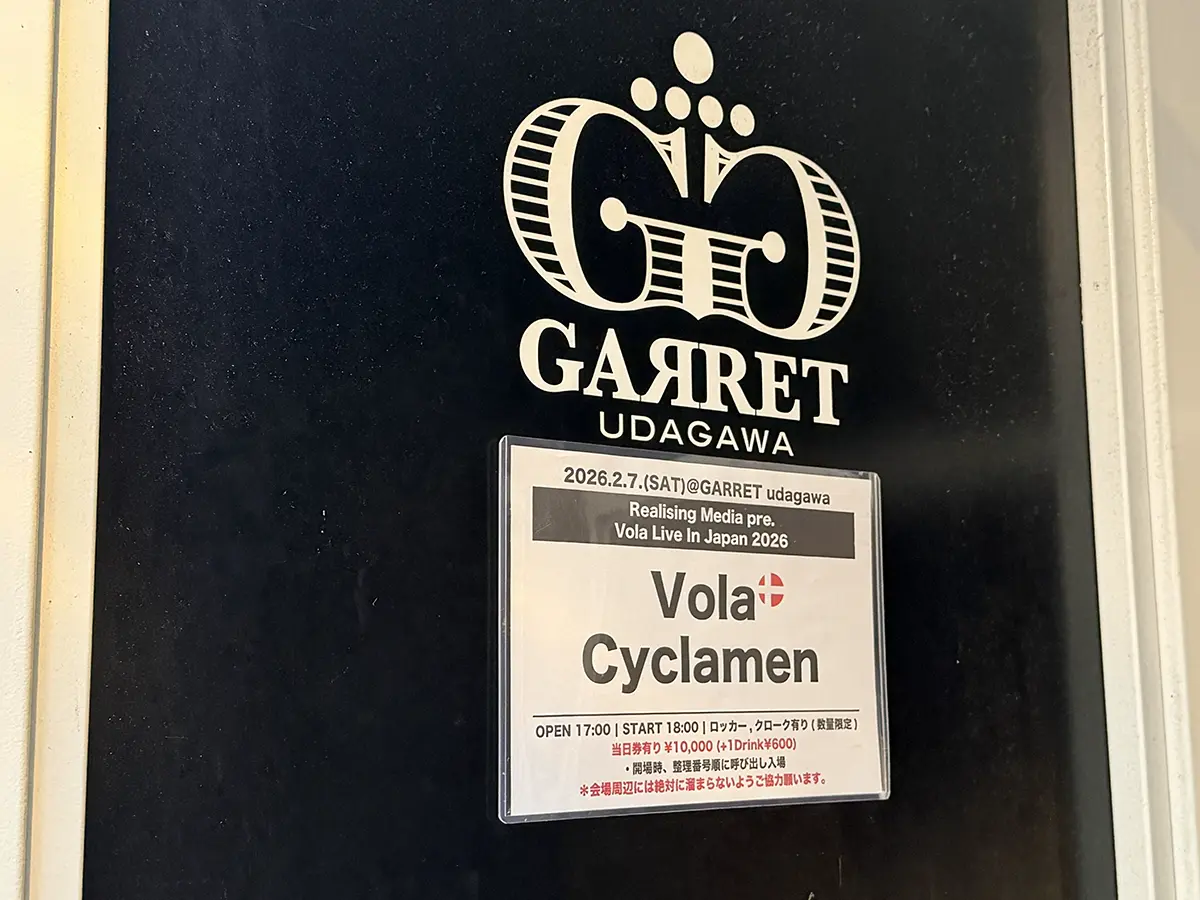 GARRET
UDAGAWA
2026.2.7.(SAT)@GARRET udagawa
Realising Media pre.
Vola Live In Japan 2026
Vola
Cyclamen
OPEN 17:00 | START 18:00 | ロッカー , クローク有り ( 数量限定 )
当日券有り ¥10,000 (+1Drink¥600)
・開場時、整理番号順に呼び出し入場
＊会場周辺には絶対に溜まらないようご協力願います。